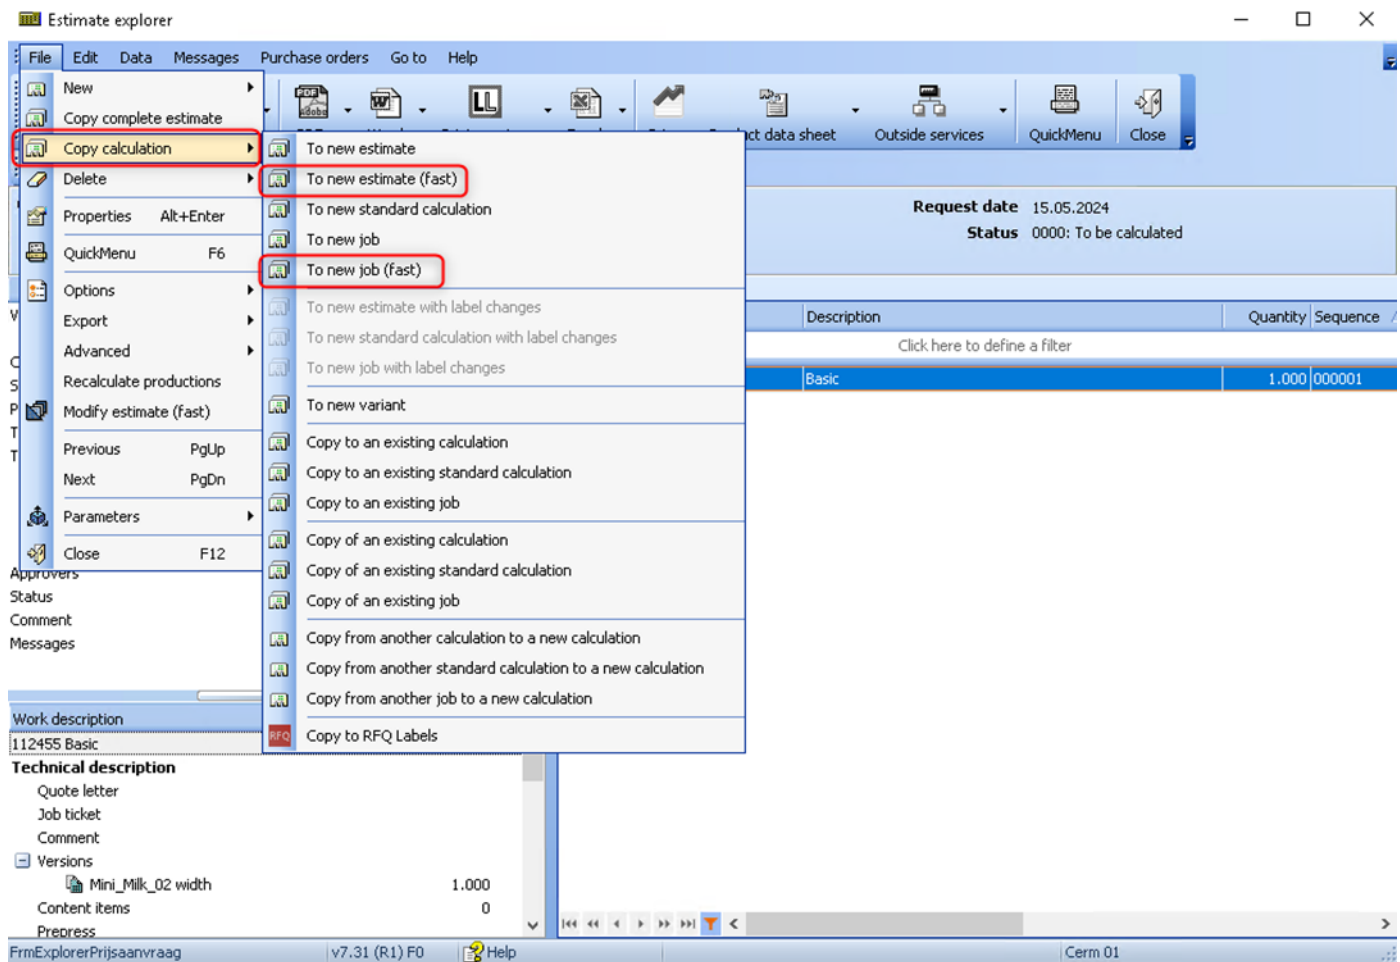 Estimate explorer
File Edit Data Messages Purchase orders Go to Help
New
Copy complete estimate
Copy calculation
Delete
Properties Alt+Enter
QuickMenu F6
Options
Export
Advanced
Recalculate productions
Modify estimate (fast)
Previous PgUp
Next PgDn
Parameters
Close F12
Adobe
LL
data sheet
Outside services
QuickMenu
Close
To new estimate
To new estimate (fast)
To new standard calculation
To new job
To new job (fast)
To new estimate with label changes
To new standard calculation with label changes
To new job with label changes
To new variant
Copy to an existing calculation
Copy to an existing standard calculation
Copy to an existing job
Copy of an existing calculation
Copy of an existing standard calculation
Copy of an existing job
Copy from another calculation to a new calculation
Copy from another standard calculation to a new calculation
Copy from another job to a new calculation
RFQ Copy to RFQ Labels
Request date 15.05.2024
Status 0000: To be calculated
Description Quantity Sequence
Click here to define a filter
Basic 1.000 000001
Approvers
Status
Comment
Messages
Work description
112455 Basic
Technical description
Quote letter
Job ticket
Comment
Versions
Mini_Milk_02 width 1.000
Content items 0
Prepress
FrmExplorerPrijsaanvraag v7.31 (R1) F0 Help Cerm 01